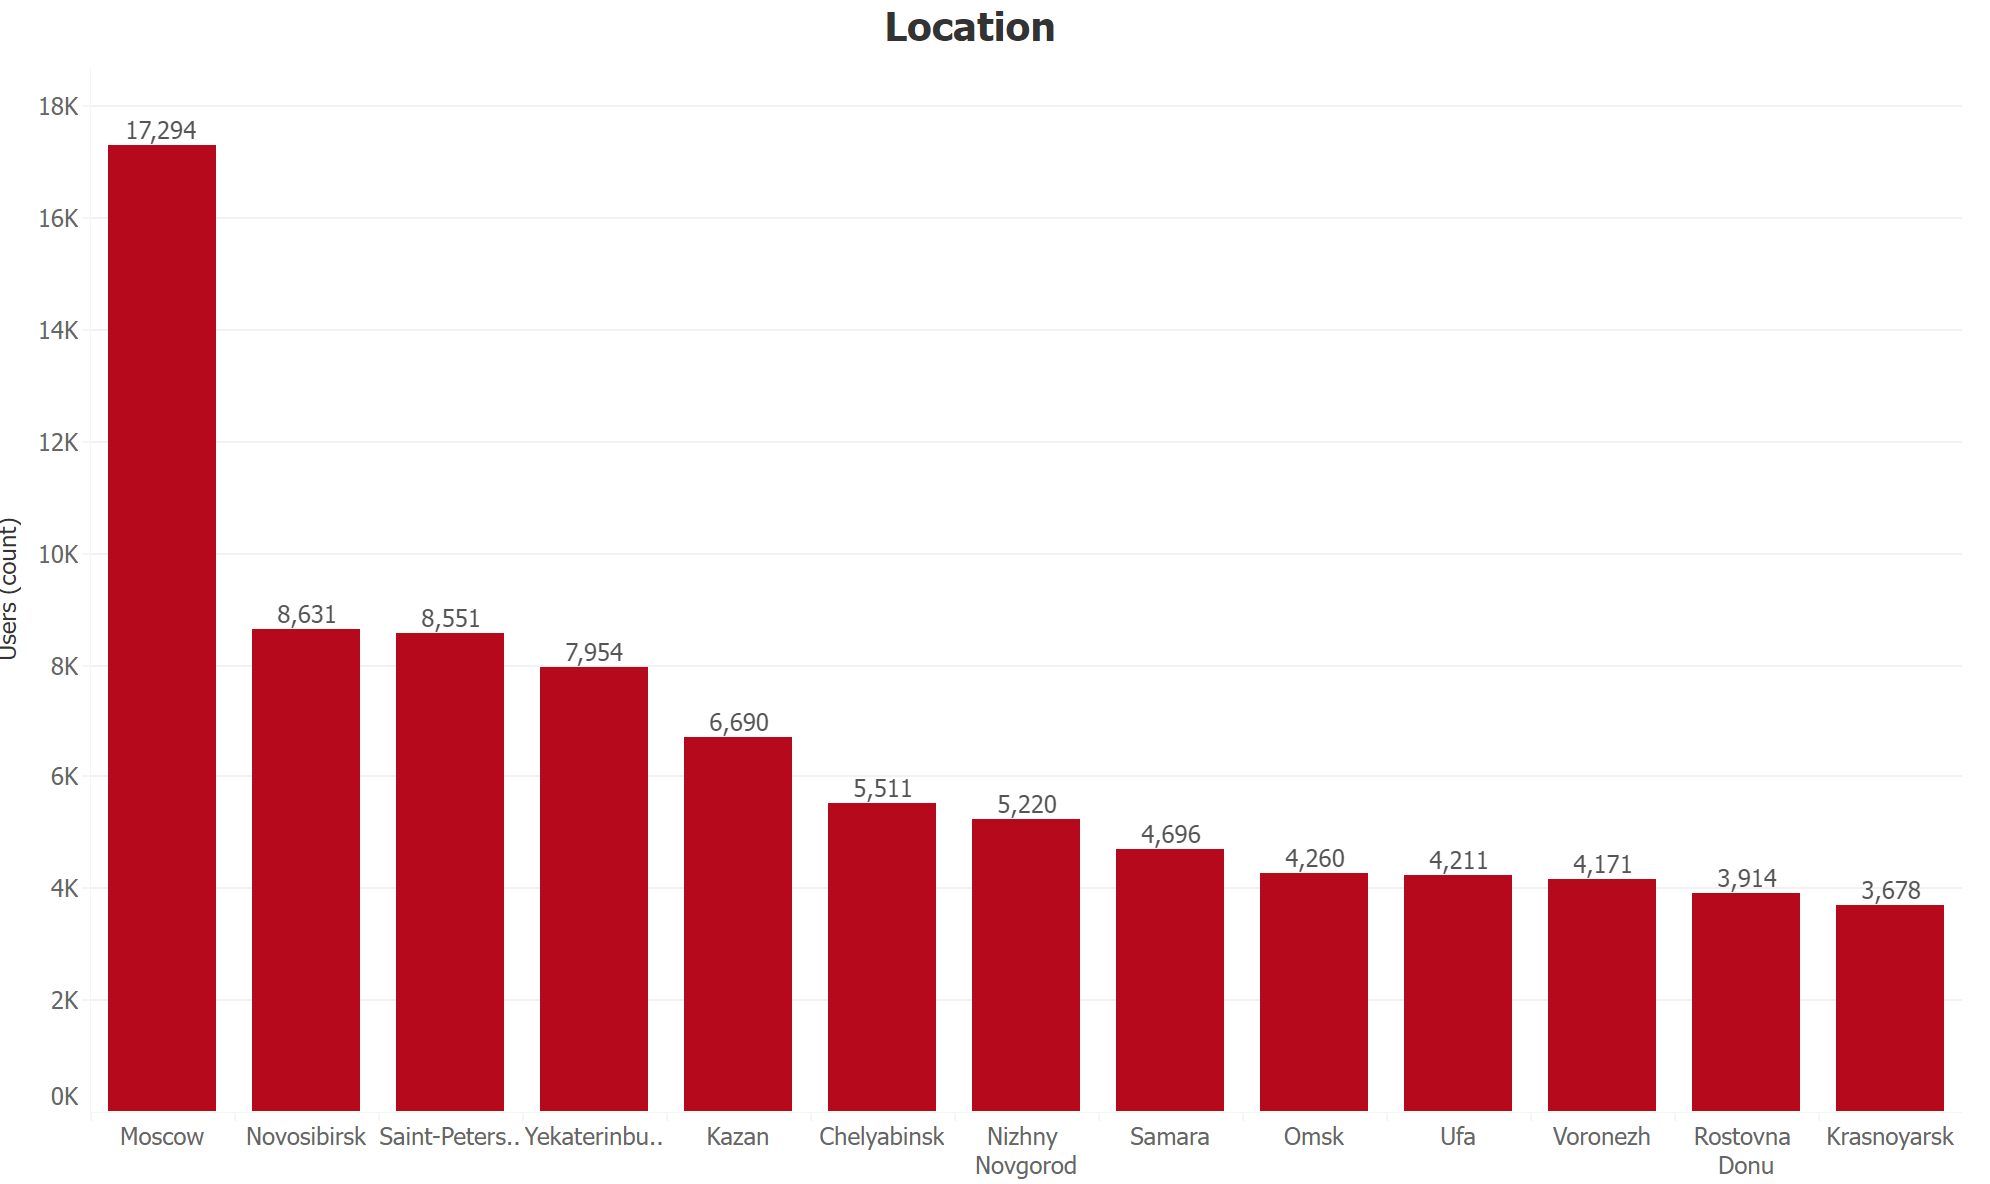 Location
Users (count)
18K
16K
14K
12K
10K
8K
6K
4K
2K
0K
17,294
8,631
8,551
7,954
6,690
5,511
5,220
4,696
4,260
4,211
4,171
3,914
3,678
Moscow
Novosibirsk
Saint-Peters..
Yekaterinbu..
Kazan
Chelyabinsk
Nizhny
Novgorod
Samara
Omsk
Ufa
Voronezh
Rostovna
Donu
Krasnoyarsk